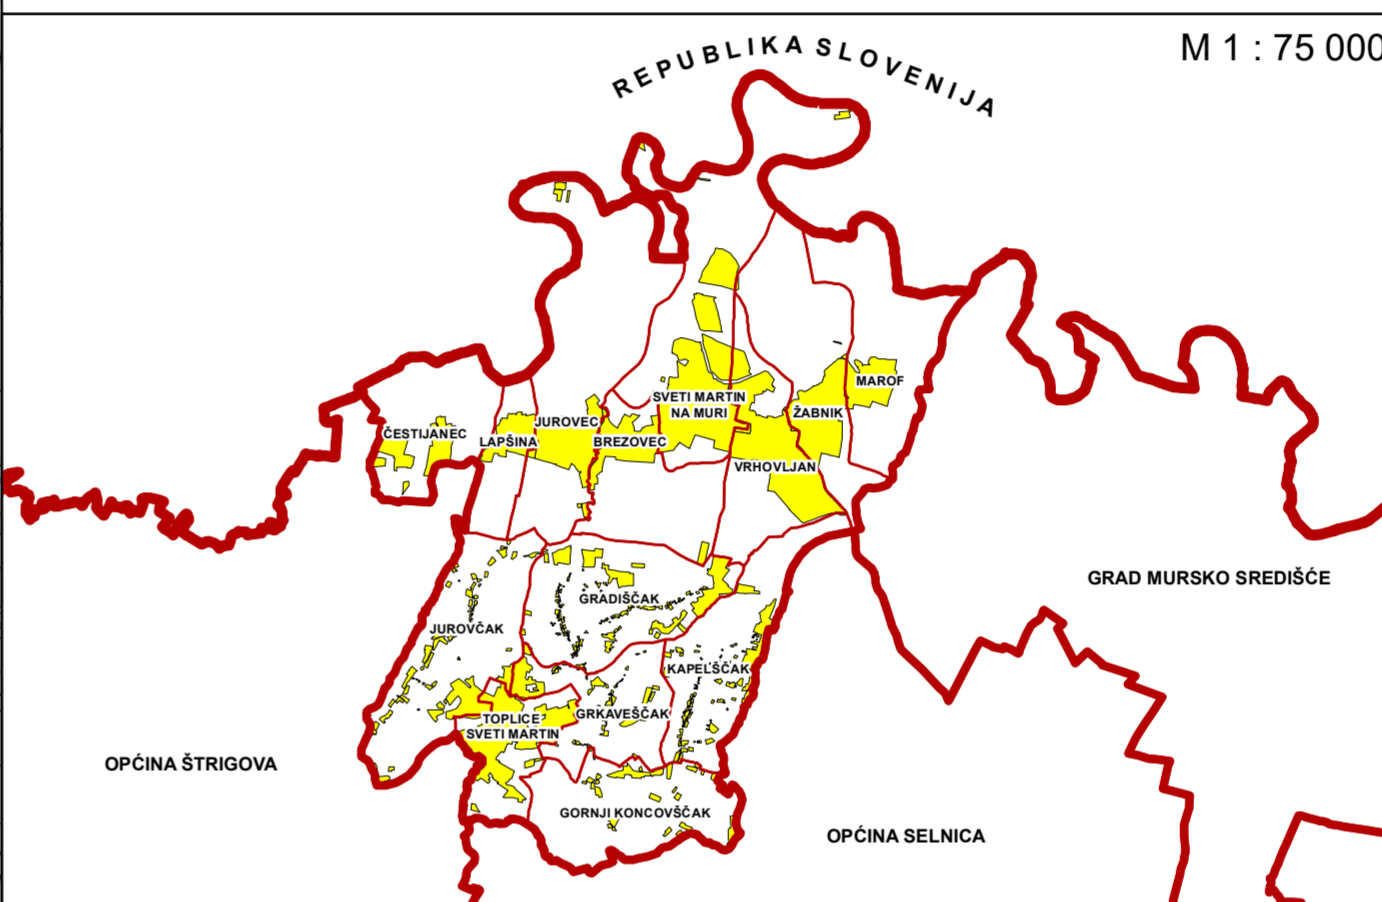 M 1 : 75 000
REPUBLIKA SLOVENIJA
MAROF
SVETI MARTIN
NA MURI
ŽABNIK
JUROVEC
ČESTIJANEC
LAPŠINA
BREZOVEC
VRHOVLJAN
GRAD MURSKO SREDIŠĆE
GRADIŠČAK
JUROVČAK
KAPELŠČAK
GRKAVEŠČAK
TOPLICE
SVETI MARTIN
OPĆINA ŠTRIGOVA
GORNJI KONCOVŠČAK
OPĆINA SELNICA